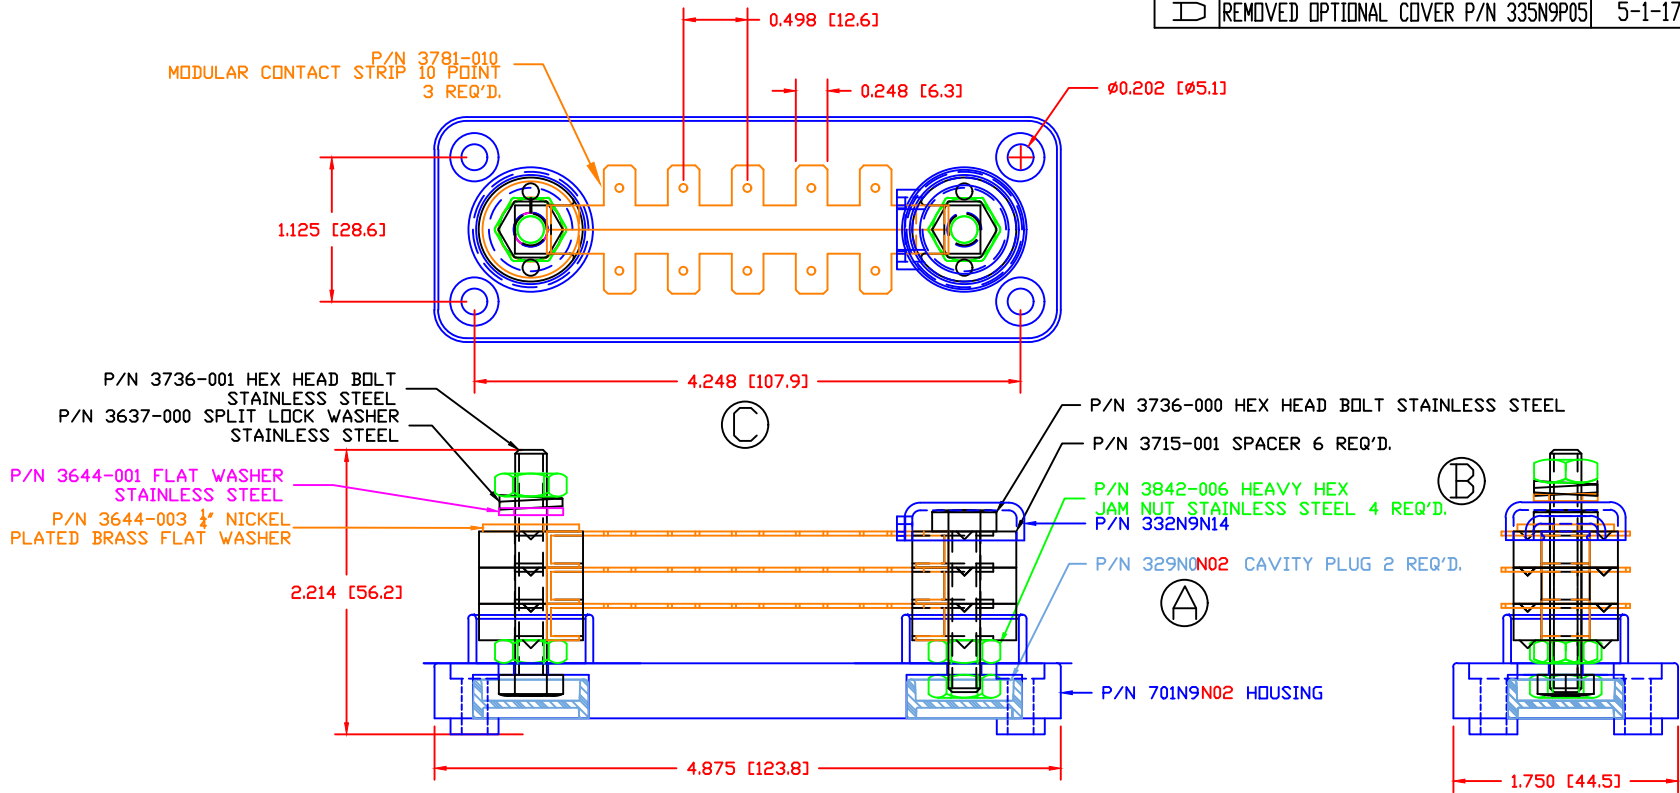 D REMOVED OPTIONAL COVER P/N 335N9P05 5-1-17
0.498 [12.6]
P/N 3781-010
MODULAR CONTACT STRIP 10 POINT
3 REQ'D.
0.248 [6.3]
Ø0.202 [Ø5.1]
1.125 [28.6]
4.248 [107.9]
C
P/N 3736-001 HEX HEAD BOLT
STAINLESS STEEL
P/N 3637-000 SPLIT LOCK WASHER
STAINLESS STEEL
P/N 3644-001 FLAT WASHER
STAINLESS STEEL
P/N 3644-003 ¼" NICKEL
PLATED BRASS FLAT WASHER
2.214 [56.2]
P/N 3736-000 HEX HEAD BOLT STAINLESS STEEL
P/N 3715-001 SPACER 6 REQ'D.
B
P/N 3842-006 HEAVY HEX
JAM NUT STAINLESS STEEL 4 REQ'D.
P/N 332N9N14
P/N 329N0N02 CAVITY PLUG 2 REQ'D.
A
P/N 701N9N02 HOUSING
4.875 [123.8]
1.750 [44.5]